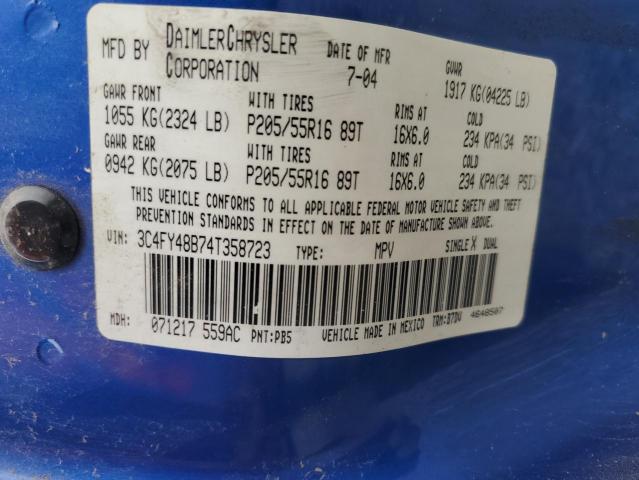 MFD BY DAIMLERCHRYSLER CORPORATION DATE OF MFR 7-04 GVWR 1917 KG(04225 LB)
GAWR FRONT WITH TIRES RIMS AT COLD
1055 KG(2324 LB) P205/55R16 89T 16X6.0 234 KPA(34 PSI)
GAWR REAR WITH TIRES RIMS AT COLD
0942 KG(2075 LB) P205/55R16 89T 16X6.0 234 KPA(34 PSI)
THIS VEHICLE CONFORMS TO ALL APPLICABLE FEDERAL MOTOR VEHICLE SAFETY AND THEFT
PREVENTION STANDARDS IN EFFECT ON THE DATE OF MANUFACTURE SHOWN ABOVE.
VIN: 3C4FY48B74T358723 TYPE: MPV SINGLE X DUAL
MDH: 071217 559AC PNT:PB5 VEHICLE MADE IN MEXICO TRM:B7DV 4648507